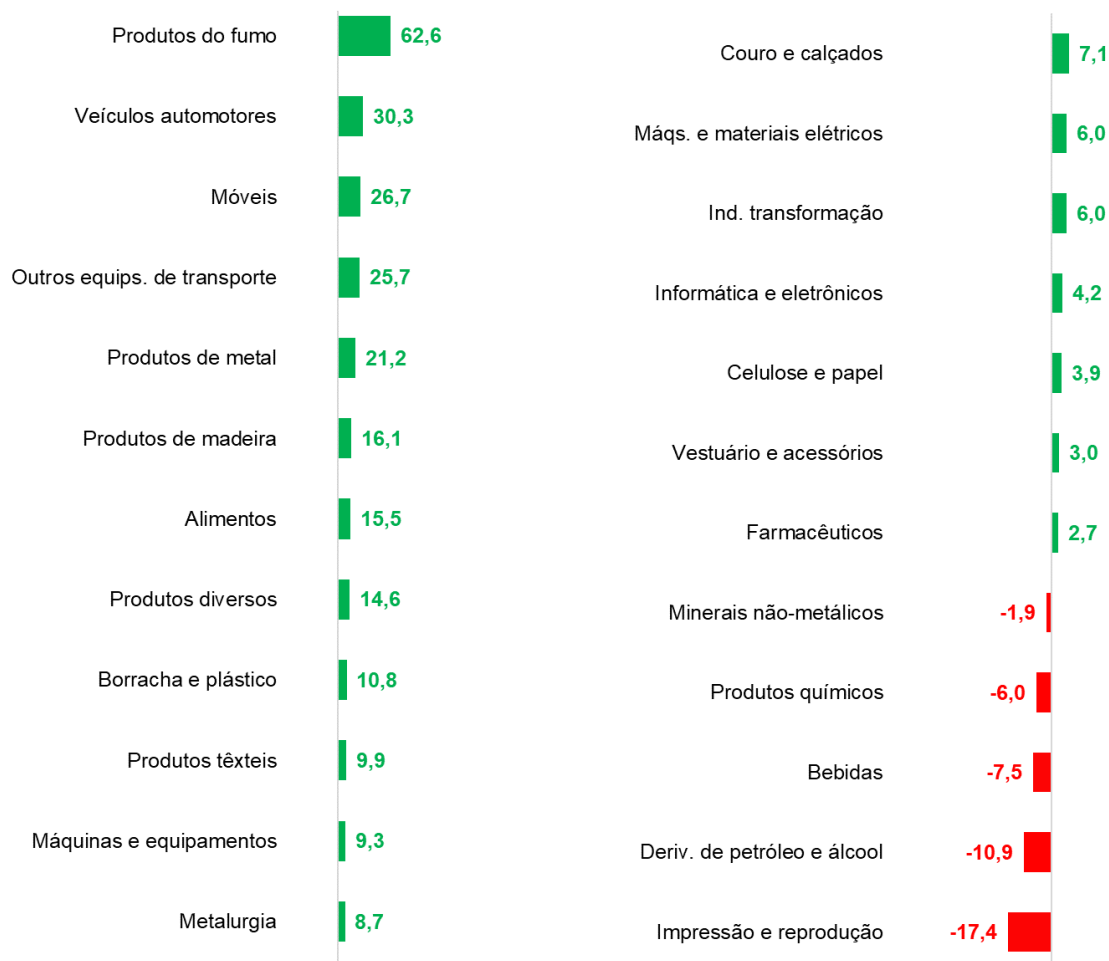 Produtos do fumo 62,6
Veículos automotores 30,3
Móveis 26,7
Outros equips. de transporte 25,7
Produtos de metal 21,2
Produtos de madeira 16,1
Alimentos 15,5
Produtos diversos 14,6
Borracha e plástico 10,8
Produtos têxteis 9,9
Máquinas e equipamentos 9,3
Metalurgia 8,7
Couro e calçados 7,1
Máqs. e materiais elétricos 6,0
Ind. transformação 6,0
Informática e eletrônicos 4,2
Celulose e papel 3,9
Vestuário e acessórios 3,0
Farmacêuticos 2,7
Minerais não-metálicos -1,9
Produtos químicos -6,0
Bebidas -7,5
Deriv. de petróleo e álcool -10,9
Impressão e reprodução -17,4